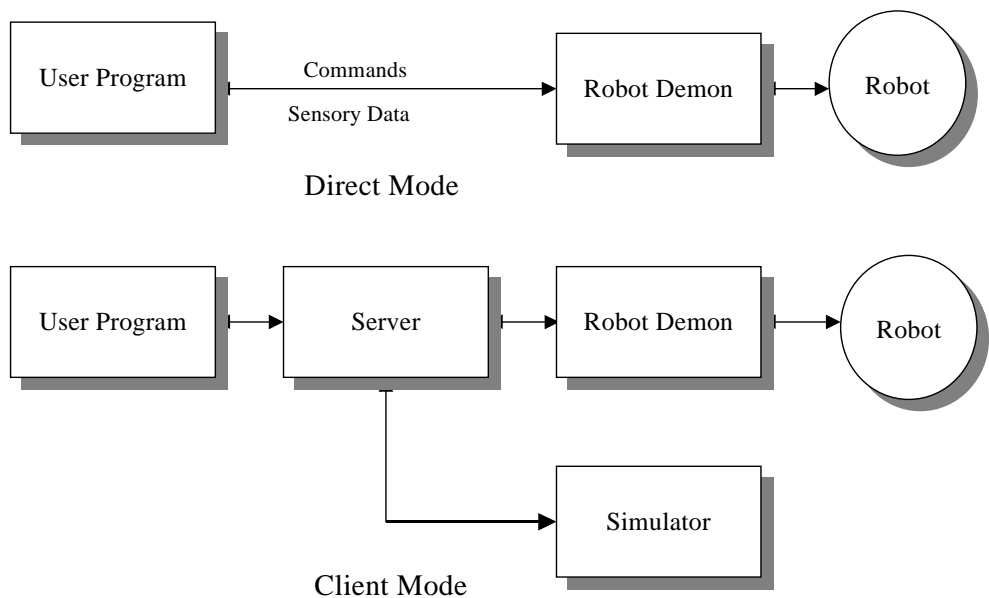 User Program
Commands
Sensory Data
Robot Demon
Robot
Direct Mode
User Program
Server
Robot Demon
Robot
Simulator
Client Mode